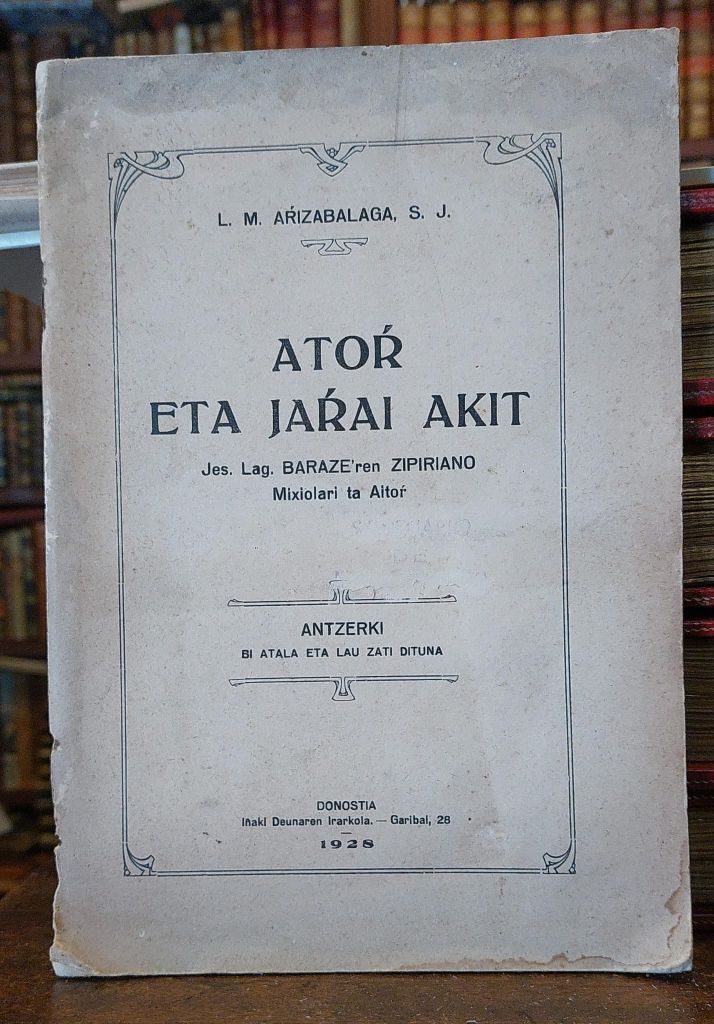 L. M. AŔIZABALAGA, S. J.
ATOŔ
ETA JAŔAI AKIT
Jes. Lag. BARAZE'ren ZIPIRIANO
Mixiolari ta Aitoŕ
ANTZERKI
BI ATALA ETA LAU ZATI DITUNA
DONOSTIA
Iñaki Deunaren Irarkola. — Garibai, 28
1928